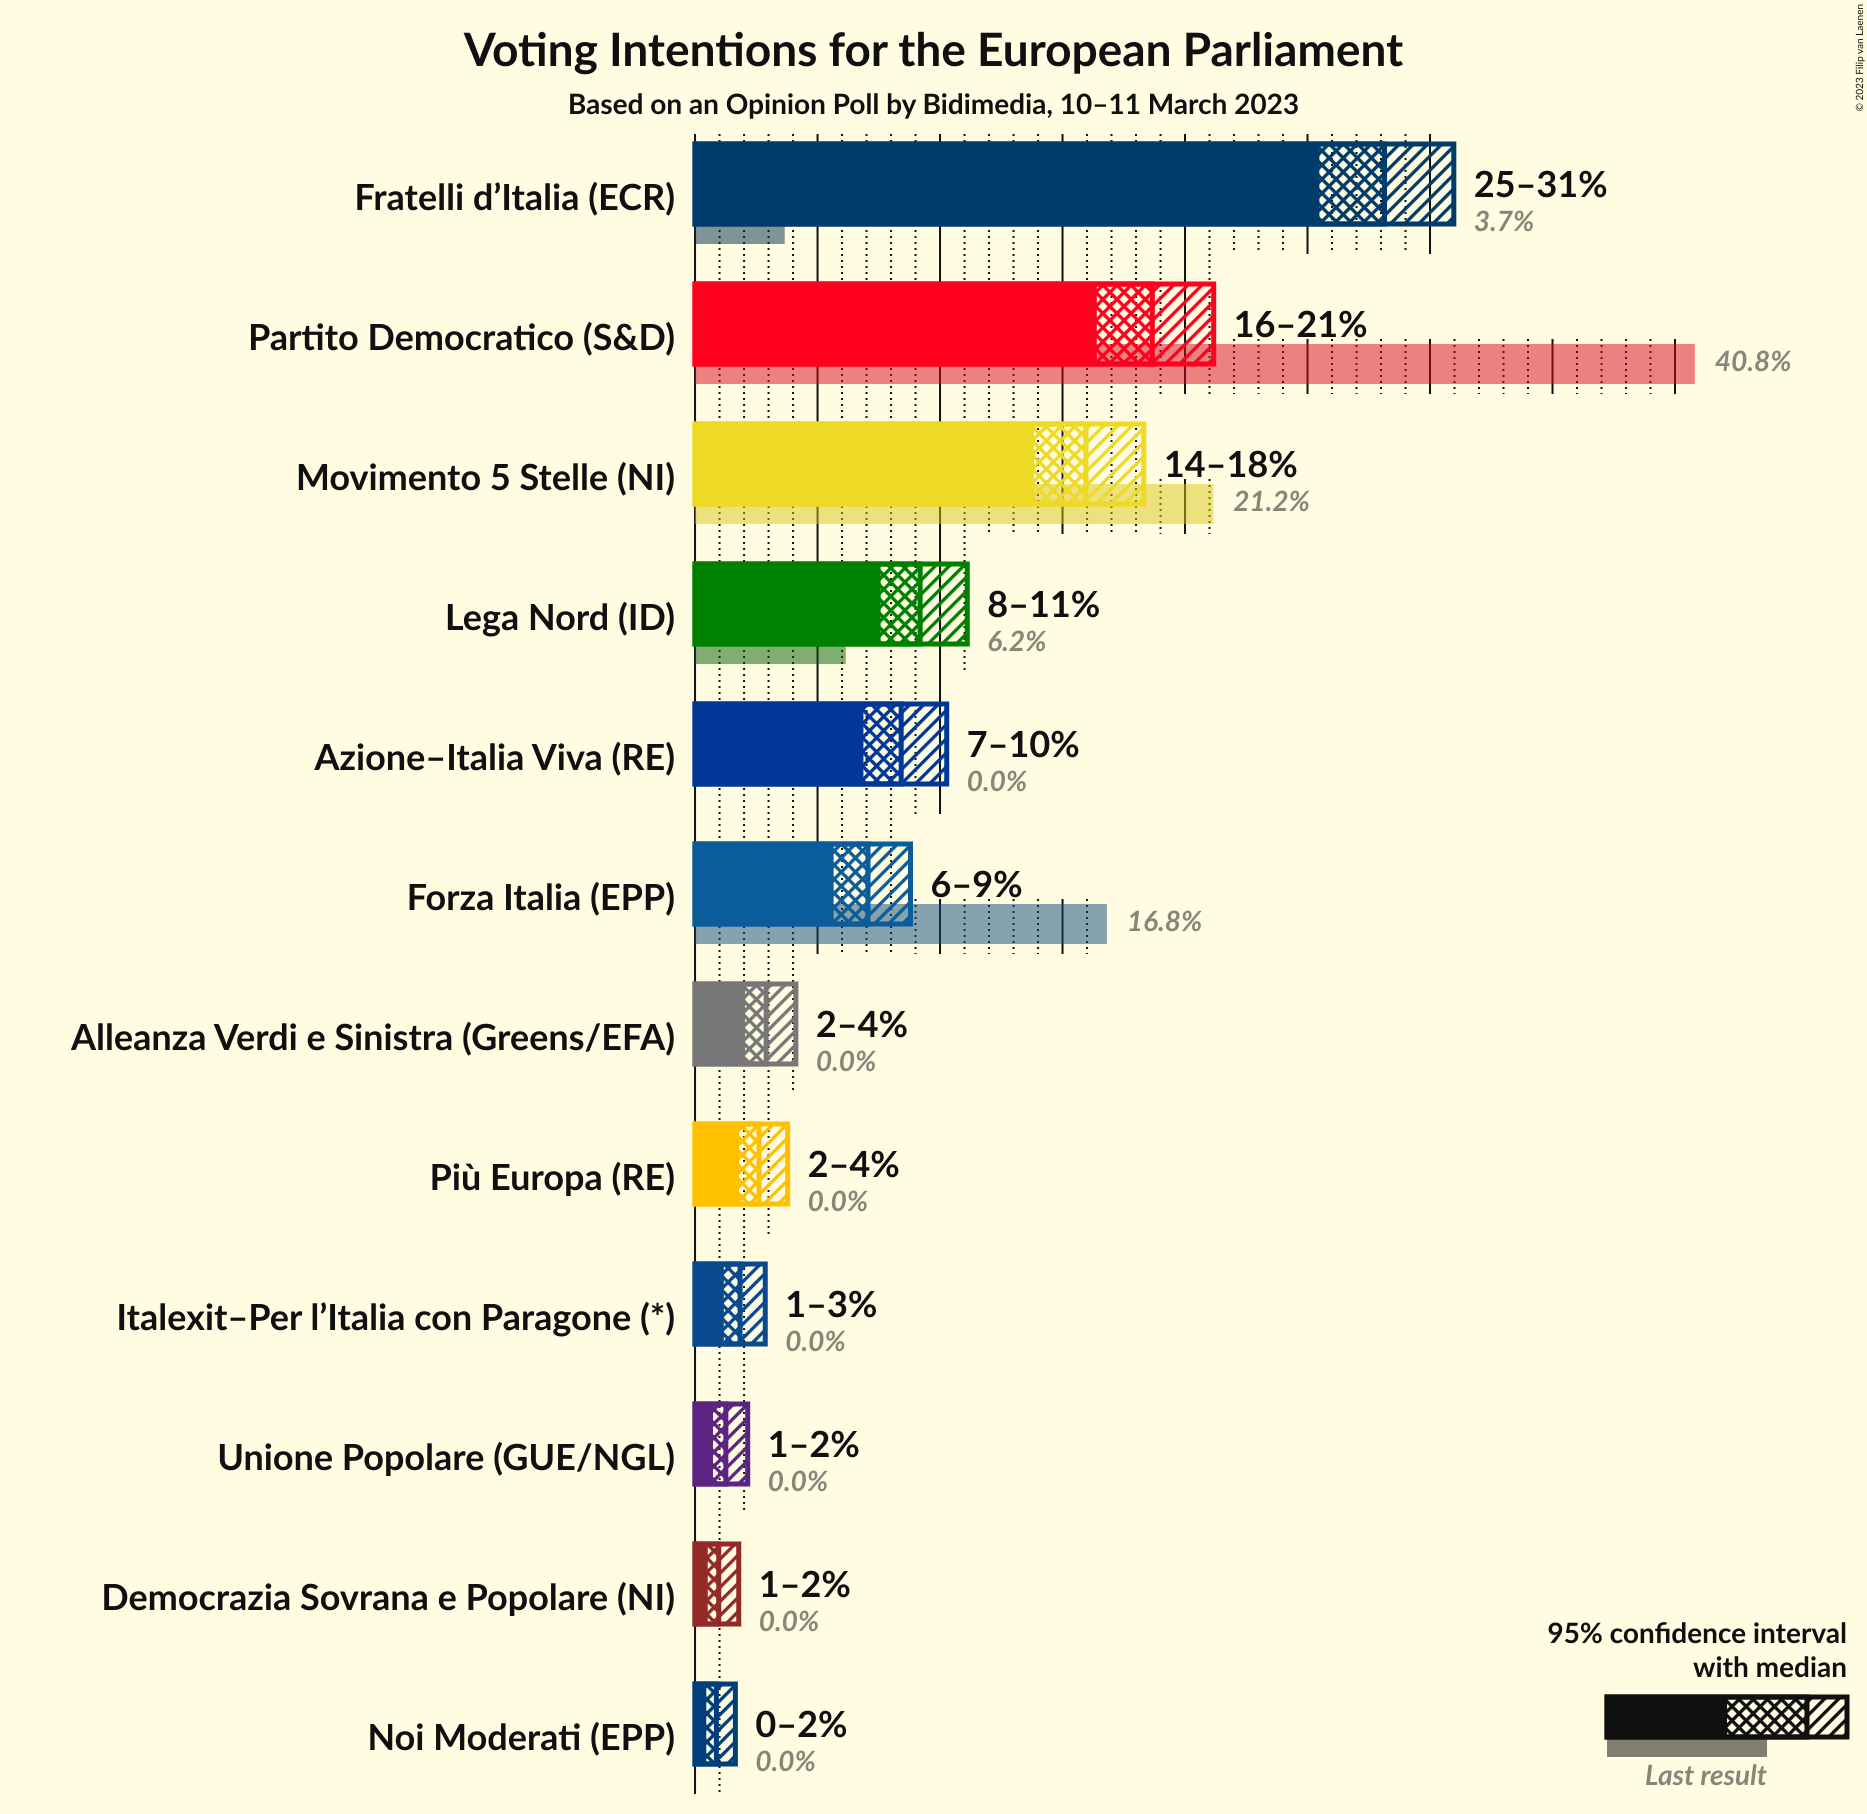 Voting Intentions for the European Parliament
Based on an Opinion Poll by Bidimedia, 10–11 March 2023
© 2023 Filip van Laenen
Fratelli d’Italia (ECR)
25–31%
3.7%
Partito Democratico (S&D)
16–21%
40.8%
Movimento 5 Stelle (NI)
14–18%
21.2%
Lega Nord (ID)
8–11%
6.2%
Azione–Italia Viva (RE)
7–10%
0.0%
Forza Italia (EPP)
6–9%
16.8%
Alleanza Verdi e Sinistra (Greens/EFA)
2–4%
0.0%
Più Europa (RE)
2–4%
0.0%
Italexit–Per l’Italia con Paragone (*)
1–3%
0.0%
Unione Popolare (GUE/NGL)
1–2%
0.0%
Democrazia Sovrana e Popolare (NI)
1–2%
0.0%
Noi Moderati (EPP)
0–2%
0.0%
95% confidence interval
with median
Last result